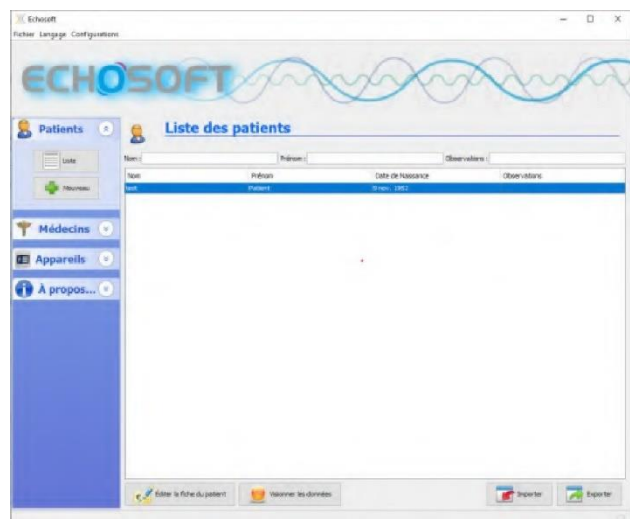 Echosoft
Fichier Langage Configurations
ECHOSOFT
Patients
Liste des patients
Liste
Nom : Prénom : Observations :
Nom Prénom Date de Naissance Observations
test Patient
Nouveau
Médecins
Appareils
À propos...
Editer la fiche du patient Visionner les données Importer Exporter